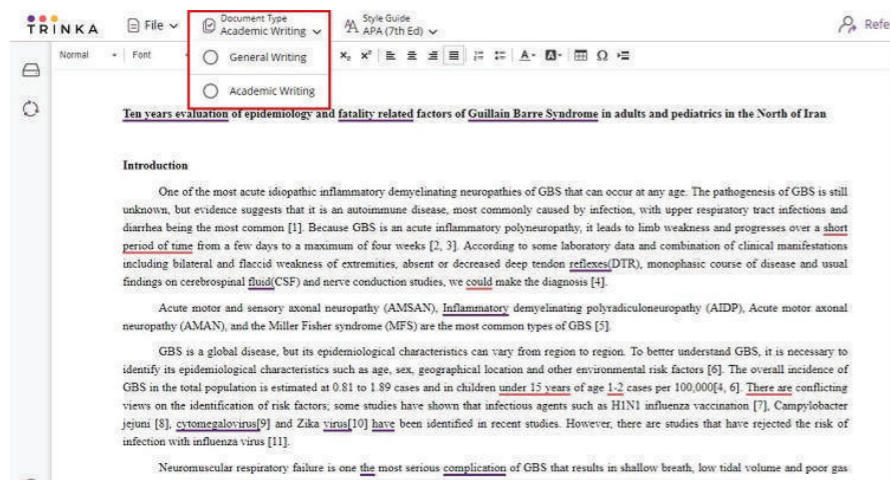 TRINKA
File
Document Type
Academic Writing
Style Guide
APA (7th Ed)
Refe
Normal
Font
General Writing
Academic Writing
Ten years evaluation of epidemiology and fatality related factors of Guillain Barre Syndrome in adults and pediatrics in the North of Iran
Introduction
One of the most acute idiopathic inflammatory demyelinating neuropathies of GBS that can occur at any age. The pathogenesis of GBS is still
unknown, but evidence suggests that it is an autoimmune disease, most commonly caused by infection, with upper respiratory tract infections and
diarrhea being the most common [1]. Because GBS is an acute inflammatory polyneuropathy, it leads to limb weakness and progresses over a short
period of time from a few days to a maximum of four weeks [2, 3]. According to some laboratory data and combination of clinical manifestations
including bilateral and flaccid weakness of extremities, absent or decreased deep tendon reflexes(DTR), monophasic course of disease and usual
findings on cerebrospinal fluid(CSF) and nerve conduction studies, we could make the diagnosis [4].
Acute motor and sensory axonal neuropathy (AMSAN), Inflammatory demyelinating polyradiculoneuropathy (AIDP), Acute motor axonal
neuropathy (AMAN), and the Miller Fisher syndrome (MFS) are the most common types of GBS [5].
GBS is a global disease, but its epidemiological characteristics can vary from region to region. To better understand GBS, it is necessary to
identify its epidemiological characteristics such as age, sex, geographical location and other environmental risk factors [6]. The overall incidence of
GBS in the total population is estimated at 0.81 to 1.89 cases and in children under 15 years of age 1-2 cases per 100,000[4, 6]. There are conflicting
views on the identification of risk factors; some studies have shown that infectious agents such as H1N1 influenza vaccination [7], Campylobacter
jejuni [8], cytomegalovirus[9] and Zika virus[10] have been identified in recent studies. However, there are studies that have rejected the risk of
infection with influenza virus [11].
Neuromuscular respiratory failure is one the most serious complication of GBS that results in shallow breath, low tidal volume and poor gas